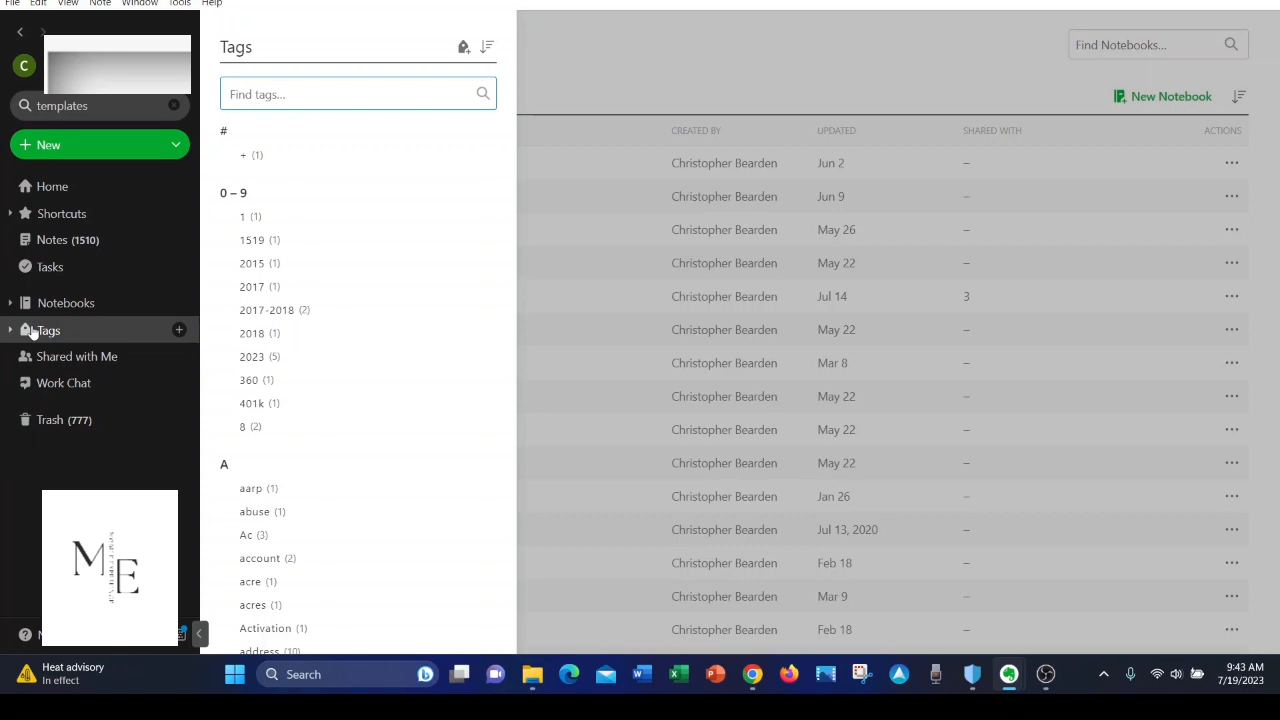 File Edit View Note Window Tools Help
C
templates
New
Home
Shortcuts
Notes (1510)
Tasks
Notebooks
Tags
Shared with Me
Work Chat
Trash (777)
M
E
Tags
Find tags...
#
+ (1)
0 – 9
1 (1)
1519 (1)
2015 (1)
2017 (1)
2017-2018 (2)
2018 (1)
2023 (5)
360 (1)
401k (1)
8 (2)
A
aarp (1)
abuse (1)
Ac (3)
account (2)
acre (1)
acres (1)
Activation (1)
address (10)
Find Notebooks...
New Notebook
CREATED BY UPDATED SHARED WITH ACTIONS
Christopher Bearden Jun 2 – ...
Christopher Bearden Jun 9 – ...
Christopher Bearden May 26 – ...
Christopher Bearden May 22 – ...
Christopher Bearden Jul 14 3 ...
Christopher Bearden May 22 – ...
Christopher Bearden Mar 8 – ...
Christopher Bearden May 22 – ...
Christopher Bearden May 22 – ...
Christopher Bearden May 22 – ...
Christopher Bearden Jan 26 – ...
Christopher Bearden Jul 13, 2020 – ...
Christopher Bearden Feb 18 – ...
Christopher Bearden Mar 9 – ...
Christopher Bearden Feb 18 – ...
Heat advisory
In effect
Search
9:43 AM
7/19/2023